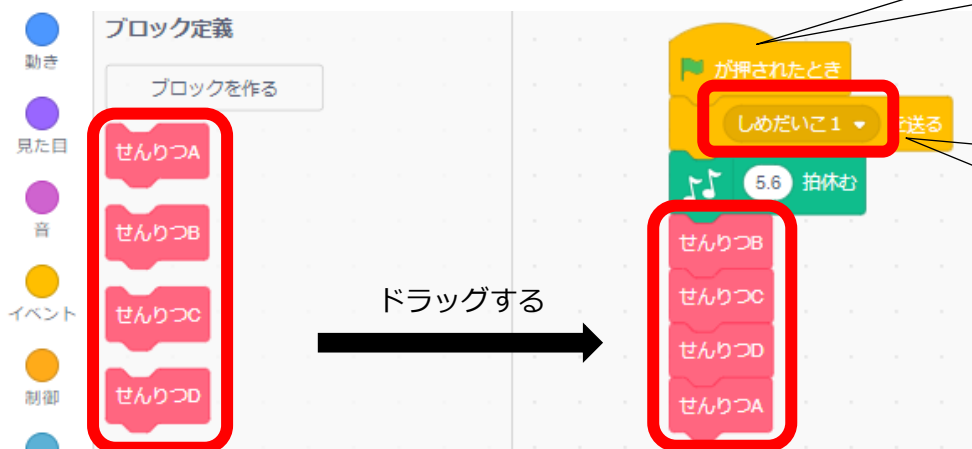 動き
見た目
音
イベント
制御
ブロック定義
ブロックを作る
せんりつA
せんりつB
せんりつC
せんりつD
ドラッグする
が押されたとき
しめだいこ1 を送る
5.6 拍休む
せんりつB
せんりつC
せんりつD
せんりつA